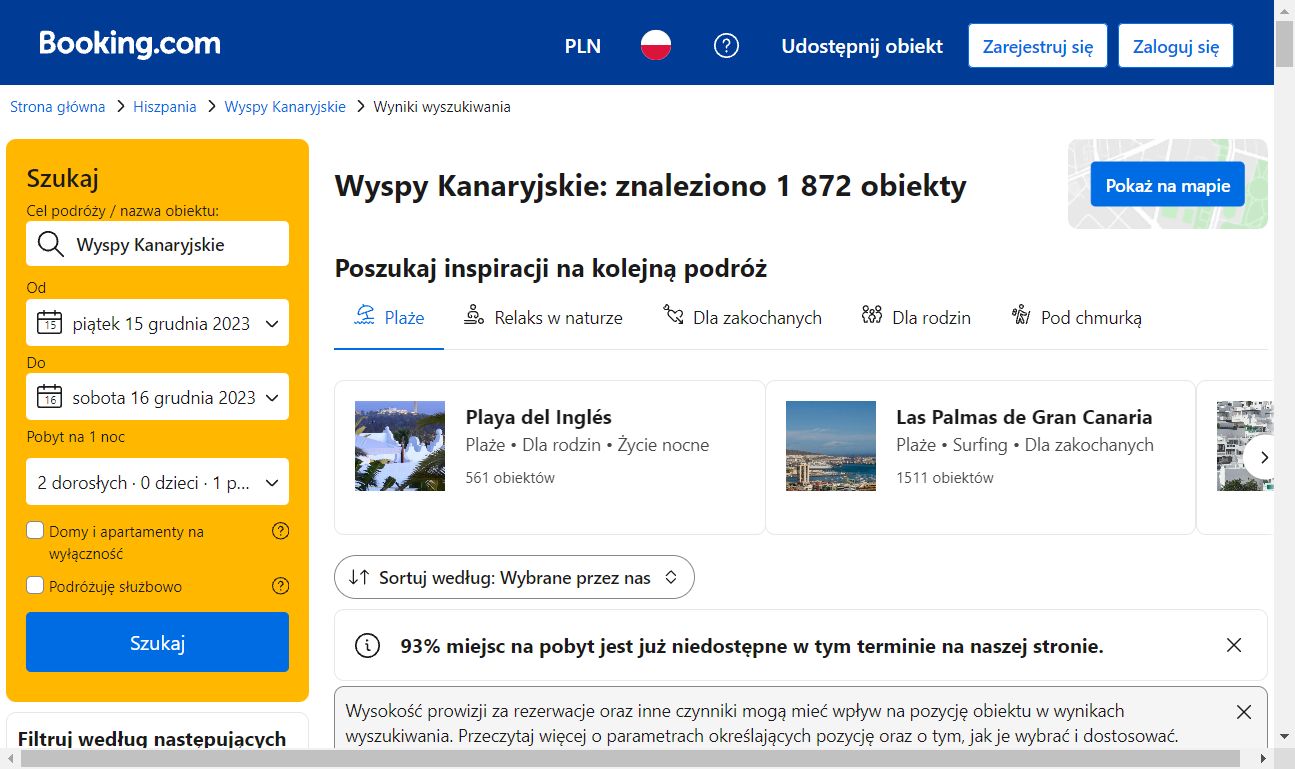 Booking.com
PLN
Udostępnij obiekt
Zarejestruj się
Zaloguj się
Strona główna
Hiszpania
Wyspy Kanaryjskie
Wyniki wyszukiwania
Szukaj
Cel podróży / nazwa obiektu:
Wyspy Kanaryjskie
Od
15
piątek 15 grudnia 2023
Do
16
sobota 16 grudnia 2023
Pobyt na 1 noc
2 dorosłych · 0 dzieci · 1 p...
Domy i apartamenty na
wyłączność
Podróżuję służbowo
Szukaj
Filtruj według następujących
Wyspy Kanaryjskie: znaleziono 1 872 obiekty
Pokaż na mapie
Poszukaj inspiracji na kolejną podróż
Plaże
Relaks w naturze
Dla zakochanych
Dla rodzin
Pod chmurką
Playa del Inglés
Plaże • Dla rodzin • Życie nocne
561 obiektów
Las Palmas de Gran Canaria
Plaże • Surfing • Dla zakochanych
1511 obiektów
Sortuj według: Wybrane przez nas
93% miejsc na pobyt jest już niedostępne w tym terminie na naszej stronie.
Wysokość prowizji za rezerwacje oraz inne czynniki mogą mieć wpływ na pozycję obiektu w wynikach
wyszukiwania. Przeczytaj więcej o parametrach określających pozycję oraz o tym, jak je wybrać i dostosować.